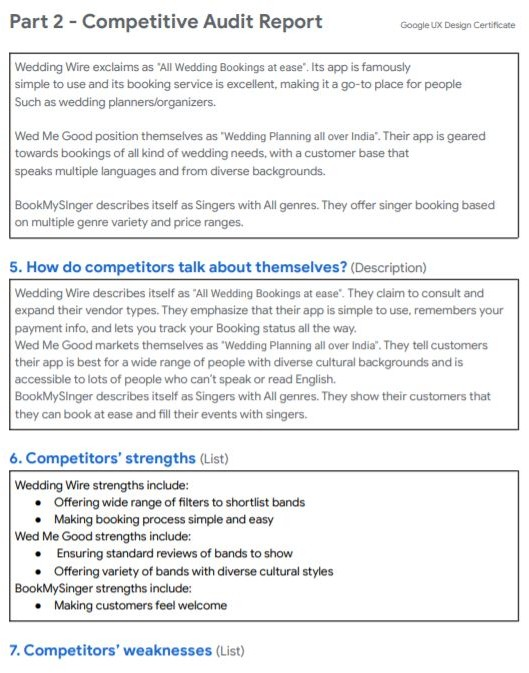 Part 2 - Competitive Audit Report
Google UX Design Certificate
Wedding Wire exclaims as "All Wedding Bookings at ease". Its app is famously
simple to use and its booking service is excellent, making it a go-to place for people
Such as wedding planners/organizers.
Wed Me Good position themselves as "Wedding Planning all over India". Their app is geared
towards bookings of all kind of wedding needs, with a customer base that
speaks multiple languages and from diverse backgrounds.
BookMySInger describes itself as Singers with All genres. They offer singer booking based
on multiple genre variety and price ranges.
5. How do competitors talk about themselves? (Description)
Wedding Wire describes itself as "All Wedding Bookings at ease". They claim to consult and
expand their vendor types. They emphasize that their app is simple to use, remembers your
payment info, and lets you track your Booking status all the way.
Wed Me Good markets themselves as "Wedding Planning all over India". They tell customers
their app is best for a wide range of people with diverse cultural backgrounds and is
accessible to lots of people who can't speak or read English.
BookMySInger describes itself as Singers with All genres. They show their customers that
they can book at ease and fill their events with singers.
6. Competitors' strengths (List)
Wedding Wire strengths include:
● Offering wide range of filters to shortlist bands
● Making booking process simple and easy
Wed Me Good strengths include:
● Ensuring standard reviews of bands to show
● Offering variety of bands with diverse cultural styles
BookMySinger strengths include:
● Making customers feel welcome
7. Competitors' weaknesses (List)